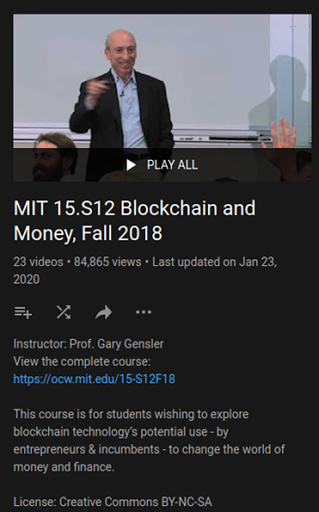 PLAY ALL
MIT 15.S12 Blockchain and
Money, Fall 2018
23 videos • 84,865 views • Last updated on Jan 23,
2020
Instructor: Prof. Gary Gensler
View the complete course:
https://ocw.mit.edu/15-S12F18
This course is for students wishing to explore
blockchain technology's potential use - by
entrepreneurs & incumbents - to change the world of
money and finance.
License: Creative Commons BY-NC-SA